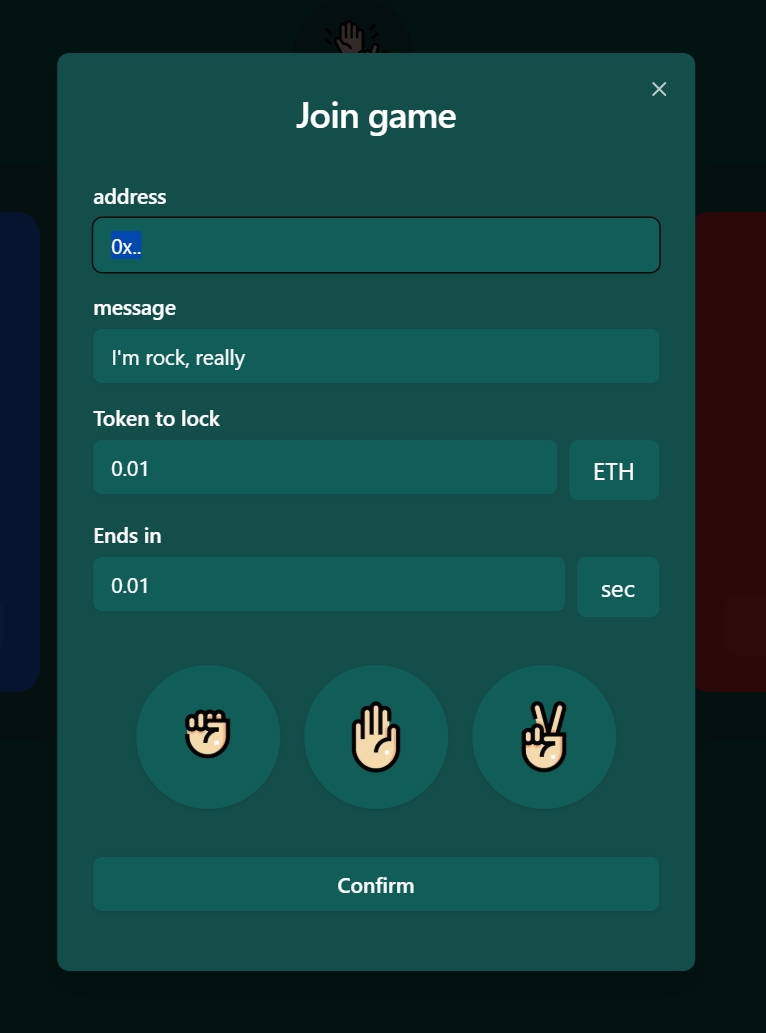 Join game
address
0x..
message
I'm rock, really
Token to lock
0.01
ETH
Ends in
0.01
sec
Confirm